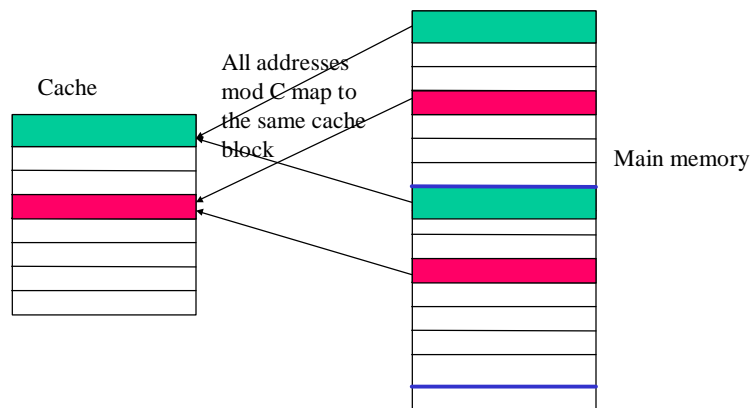 Cache
All addresses
mod C map to
the same cache
block
Main memory